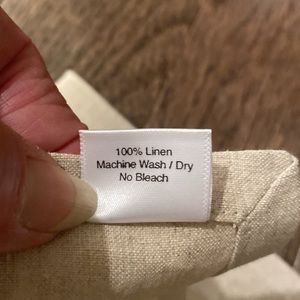 100% Linen
Machine Wash / Dry
No Bleach